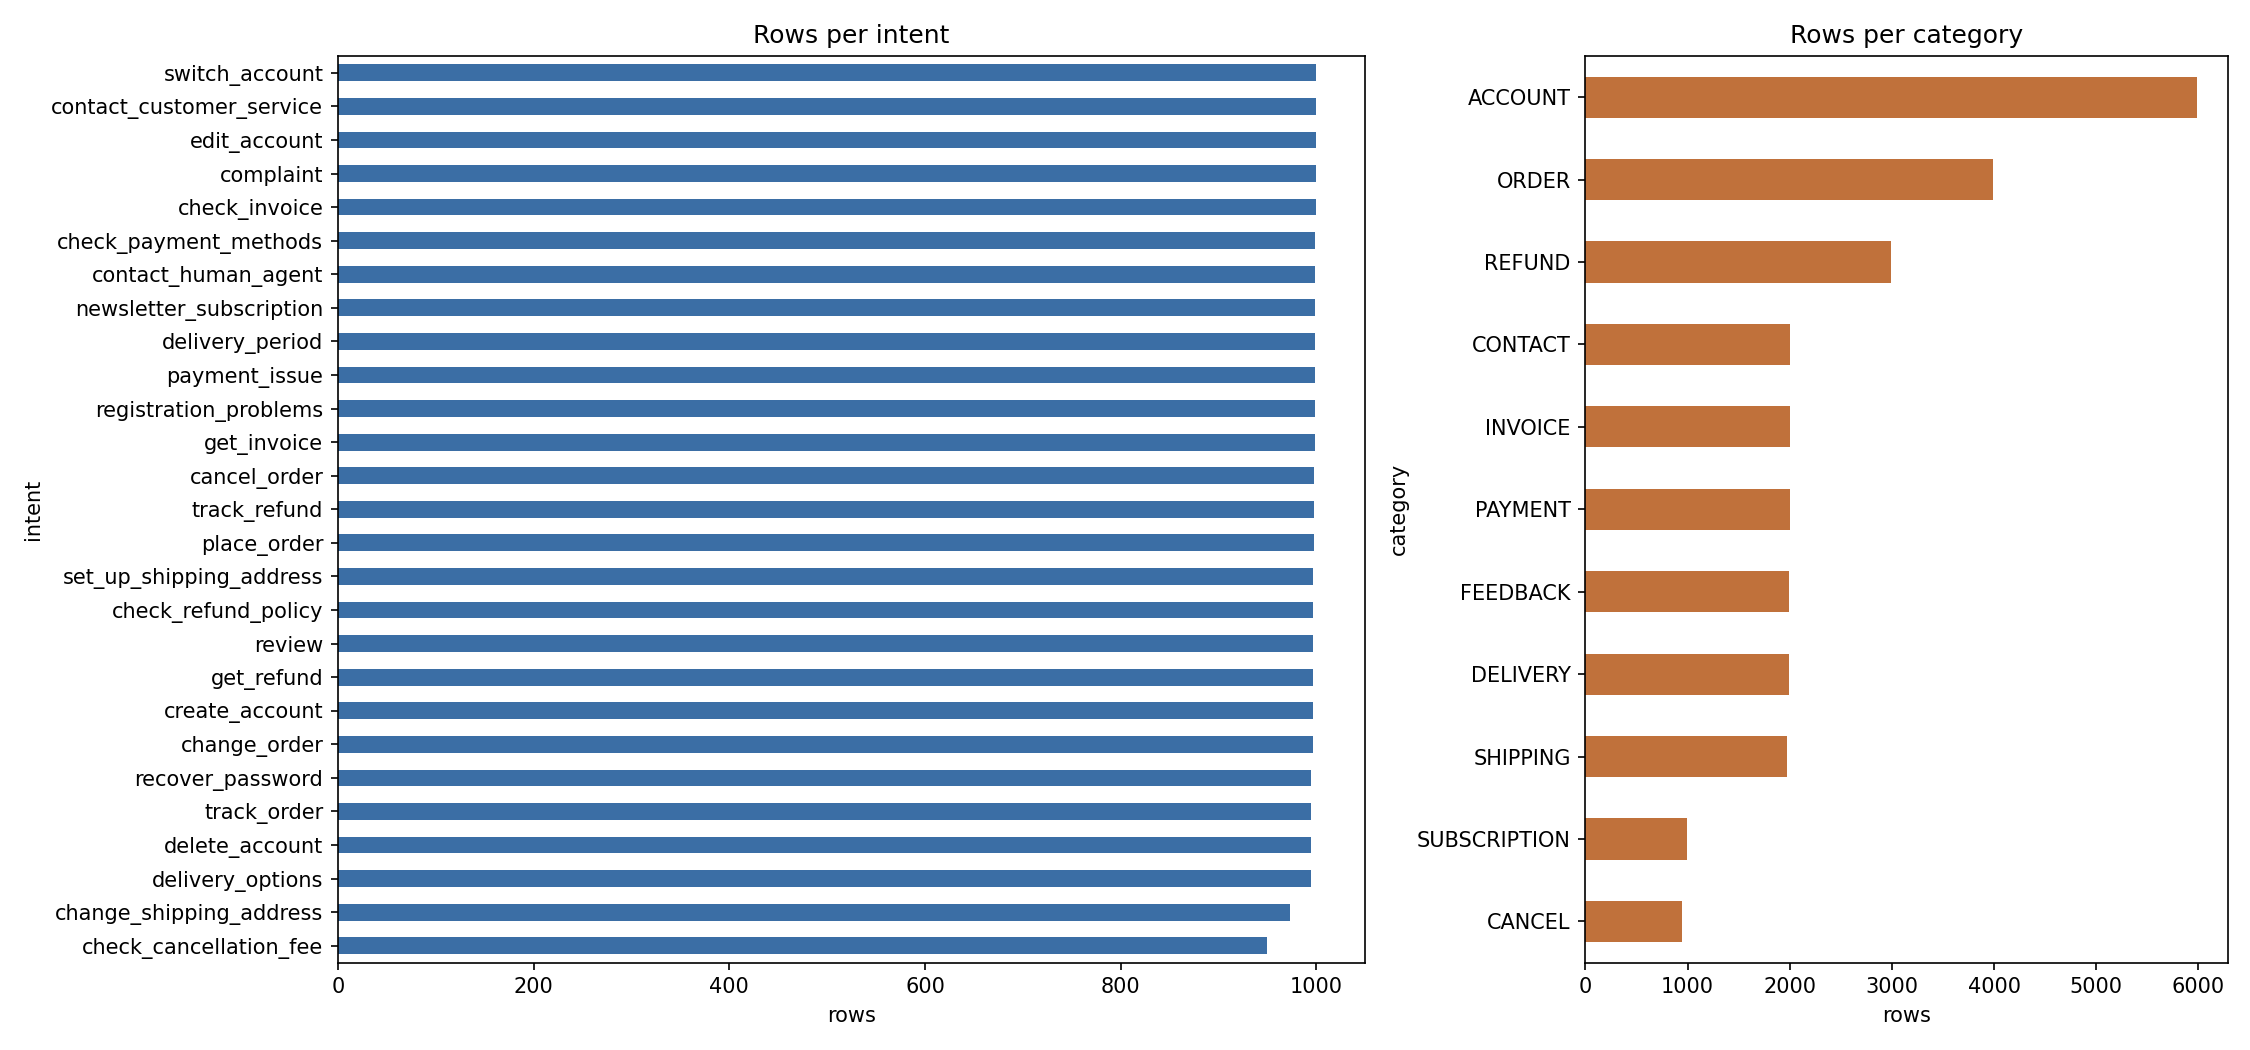 Rows per intent
switch_account
contact_customer_service
edit_account
complaint
check_invoice
check_payment_methods
contact_human_agent
newsletter_subscription
delivery_period
payment_issue
registration_problems
get_invoice
cancel_order
track_refund
place_order
set_up_shipping_address
check_refund_policy
review
get_refund
create_account
change_order
recover_password
track_order
delete_account
delivery_options
change_shipping_address
check_cancellation_fee
intent
0 200 400 600 800 1000
rows
Rows per category
ACCOUNT
ORDER
REFUND
CONTACT
INVOICE
PAYMENT
FEEDBACK
DELIVERY
SHIPPING
SUBSCRIPTION
CANCEL
category
0 1000 2000 3000 4000 5000 6000
rows